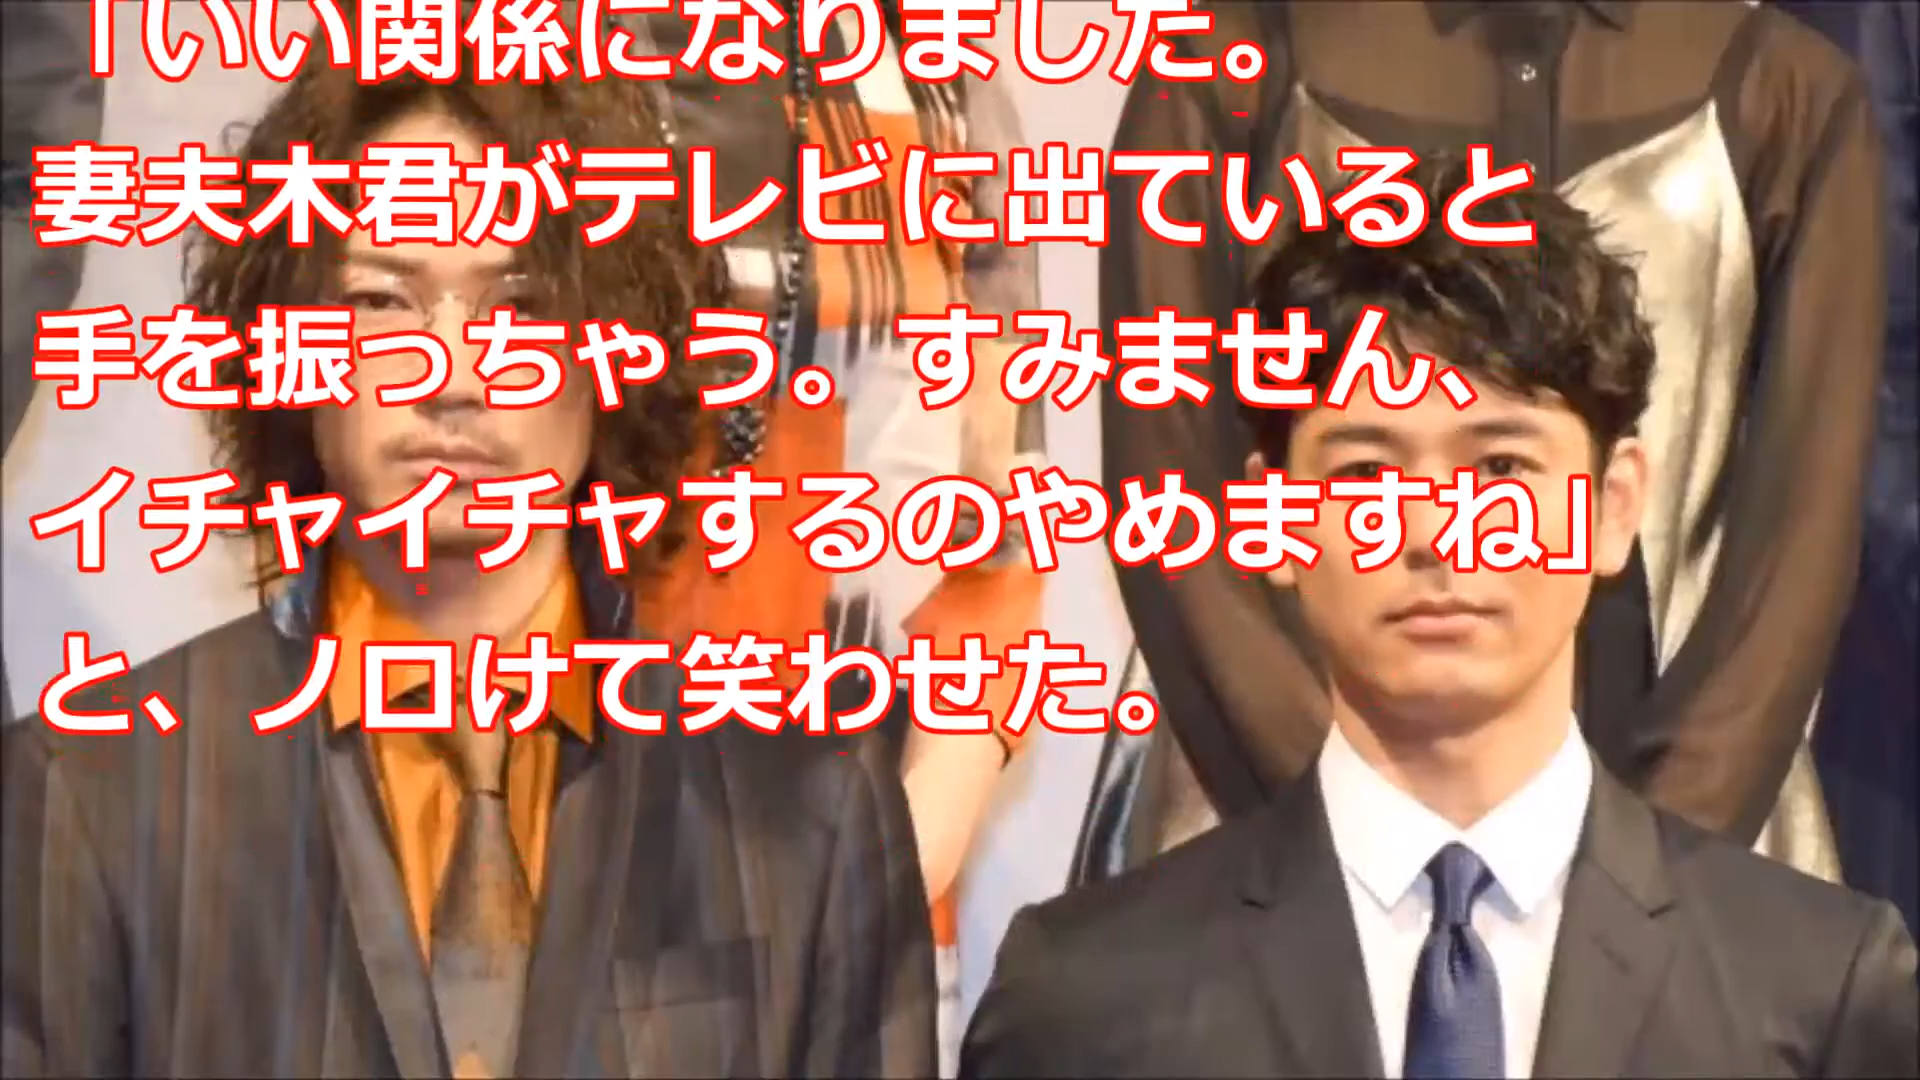 「いい関係になりました。
妻夫木君がテレビに出ていると
手を振っちゃう。すみません、
イチャイチャするのやめますね」
と、ノロけて笑わせた。